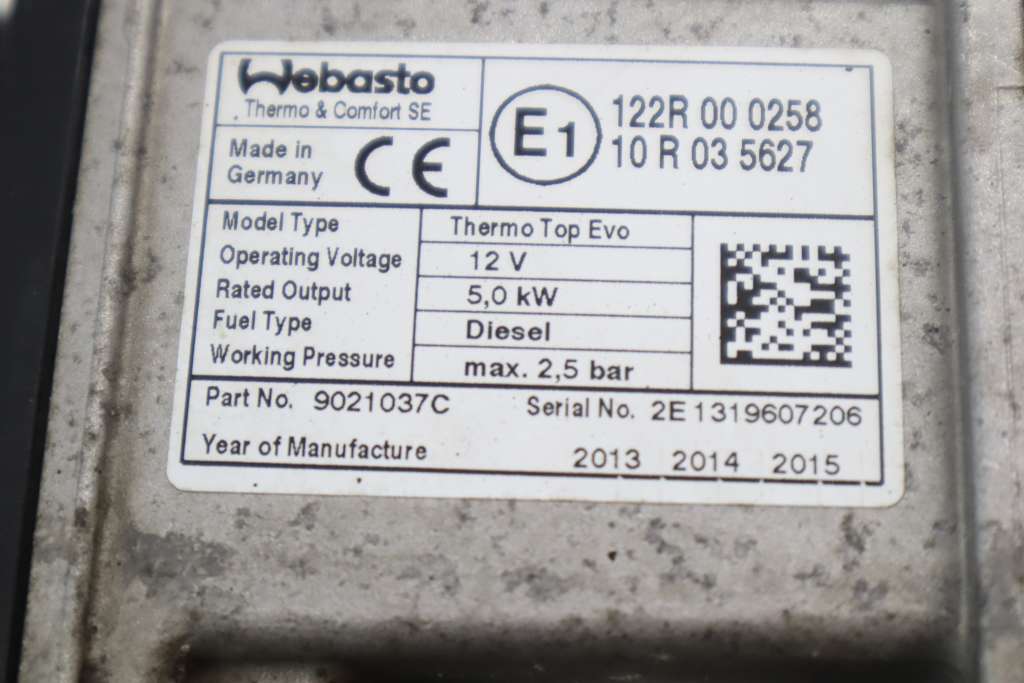 Webasto
Thermo & Comfort SE
Made in
Germany
CE
E1
122R 00 0258
10 R 03 5627
Model Type Thermo Top Evo
Operating Voltage 12 V
Rated Output 5,0 kW
Fuel Type Diesel
Working Pressure max. 2,5 bar
Part No. 9021037C Serial No. 2E 1319607206
Year of Manufacture 2013 2014 2015